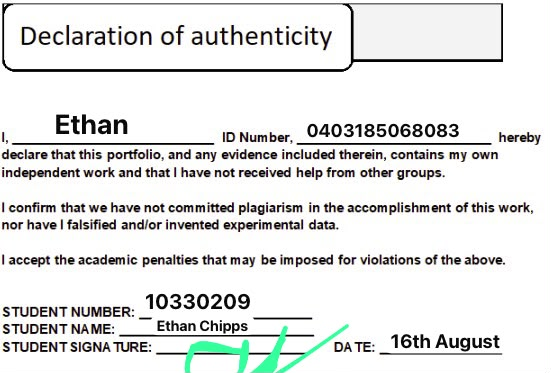 Declaration of authenticity
I, Ethan ID Number, 0403185068083 hereby
declare that this portfolio, and any evidence included therein, contains my own
independent work and that I have not received help from other groups.
I confirm that we have not committed plagiarism in the accomplishment of this work,
nor have I falsified and/or invented experimental data.
I accept the academic penalties that may be imposed for violations of the above.
STUDENT NUMBER: 10330209
STUDENT NAME: Ethan Chipps
STUDENT SIGNATURE: DATE: 16th August